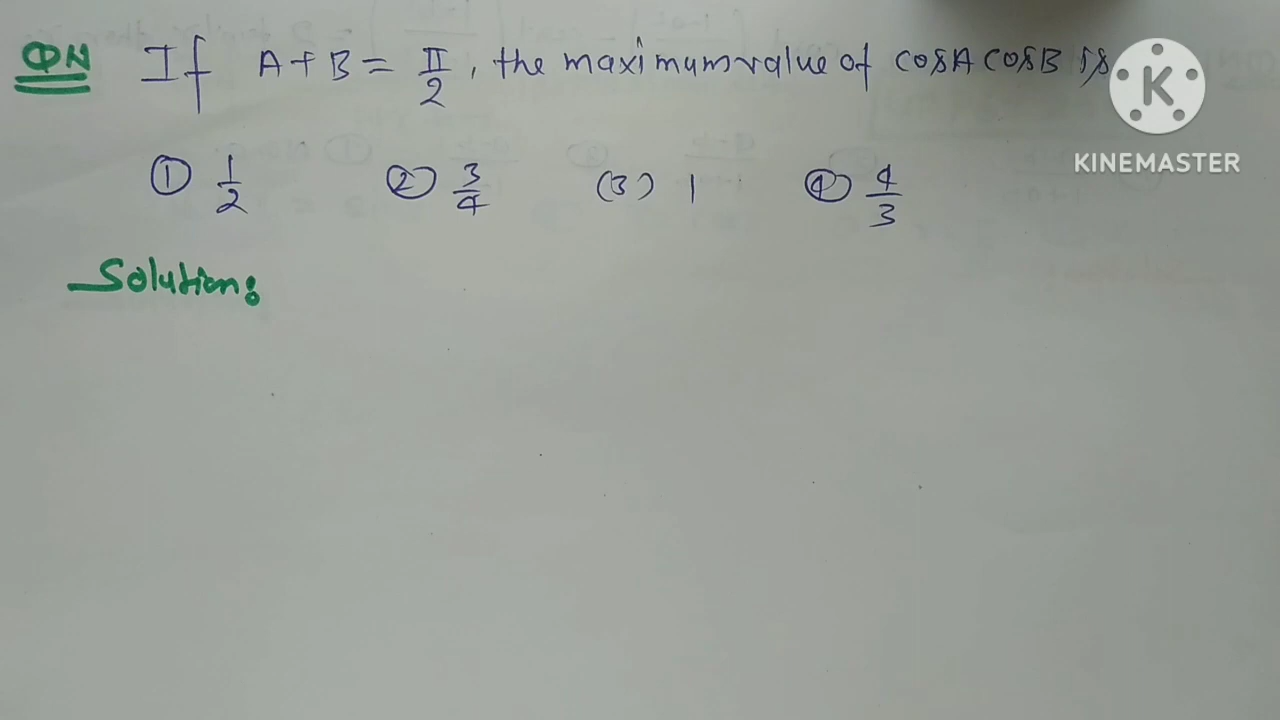 QN If A+B = π/2, the maximum value of cosA cosB is
K
KINEMASTER
① 1/2 ② 3/4 (3) 1 ④ 4/3
Solution: